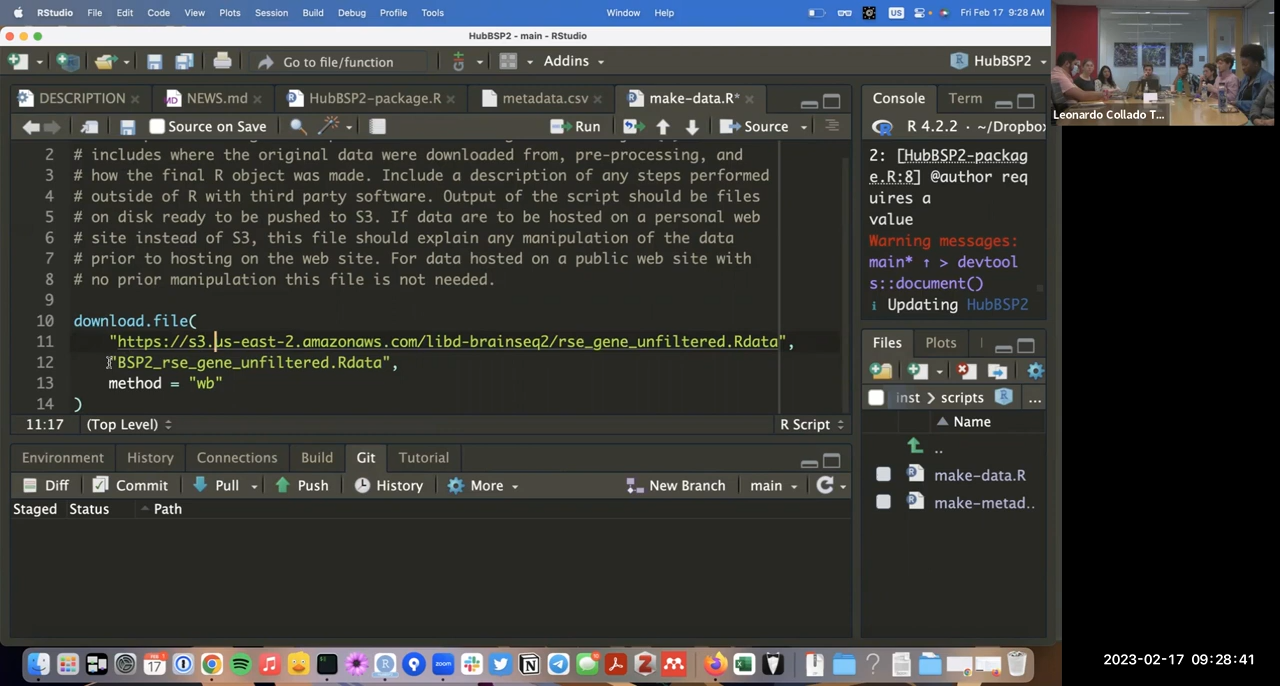 RStudio File Edit Code View Plots Session Build Debug Profile Tools Window Help US Fri Feb 17 9:28 AM
HubBSP2 - main - RStudio
Go to file/function Addins HubBSP2
DESCRIPTION NEWS.md HubBSP2-package.R metadata.csv make-data.R*
Source on Save Run Source
2 # includes where the original data were downloaded from, pre-processing, and
3 # how the final R object was made. Include a description of any steps performed
4 # outside of R with third party software. Output of the script should be files
5 # on disk ready to be pushed to S3. If data are to be hosted on a personal web
6 # site instead of S3, this file should explain any manipulation of the data
7 # prior to hosting on the web site. For data hosted on a public web site with
8 # no prior manipulation this file is not needed.
9
10 download.file(
11 "https://s3.us-east-2.amazonaws.com/libd-brainseq2/rse_gene_unfiltered.Rdata",
12 "BSP2_rse_gene_unfiltered.Rdata",
13 method = "wb"
14 )
11:17 (Top Level) R Script
Environment History Connections Build Git Tutorial
Diff Commit Pull Push History More New Branch main
Staged Status Path
Console Term
R 4.2.2 · ~/Dropbo
2: [HubBSP2-packag
e.R:8] @author req
uires a
value
Warning messages:
main* ↑ > devtool
s::document()
i Updating HubBSP2
Files Plots
inst scripts ...
Name
..
make-data.R
make-metad..
Leonardo Collado T...
FEB
17
zoom
2023-02-17 09:28:41